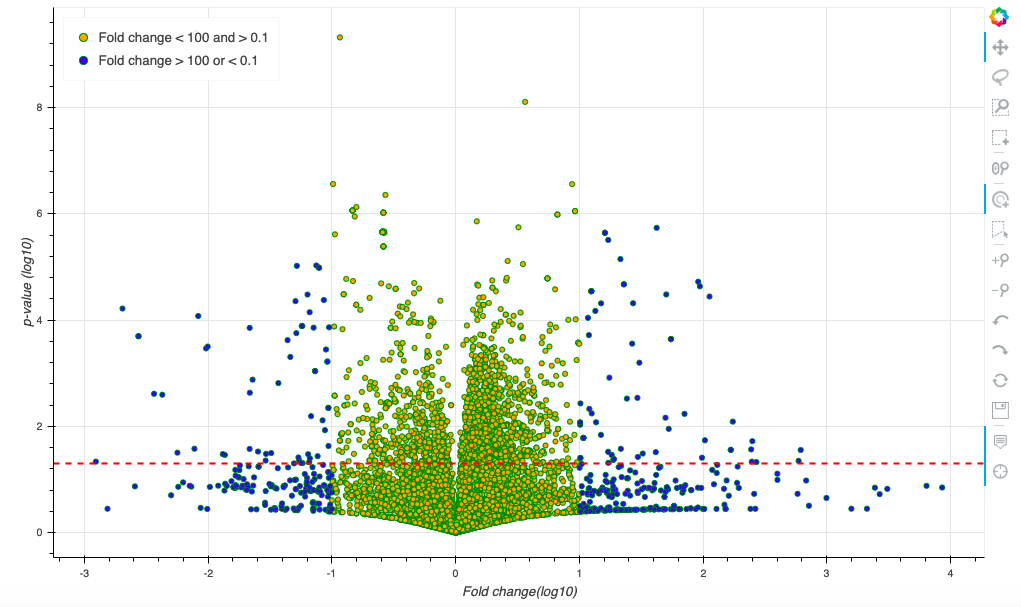 Fold change < 100 and > 0.1
Fold change > 100 or < 0.1
8
6
4
2
0
p-value (log10)
-3 -2 -1 0 1 2 3 4
Fold change(log10)